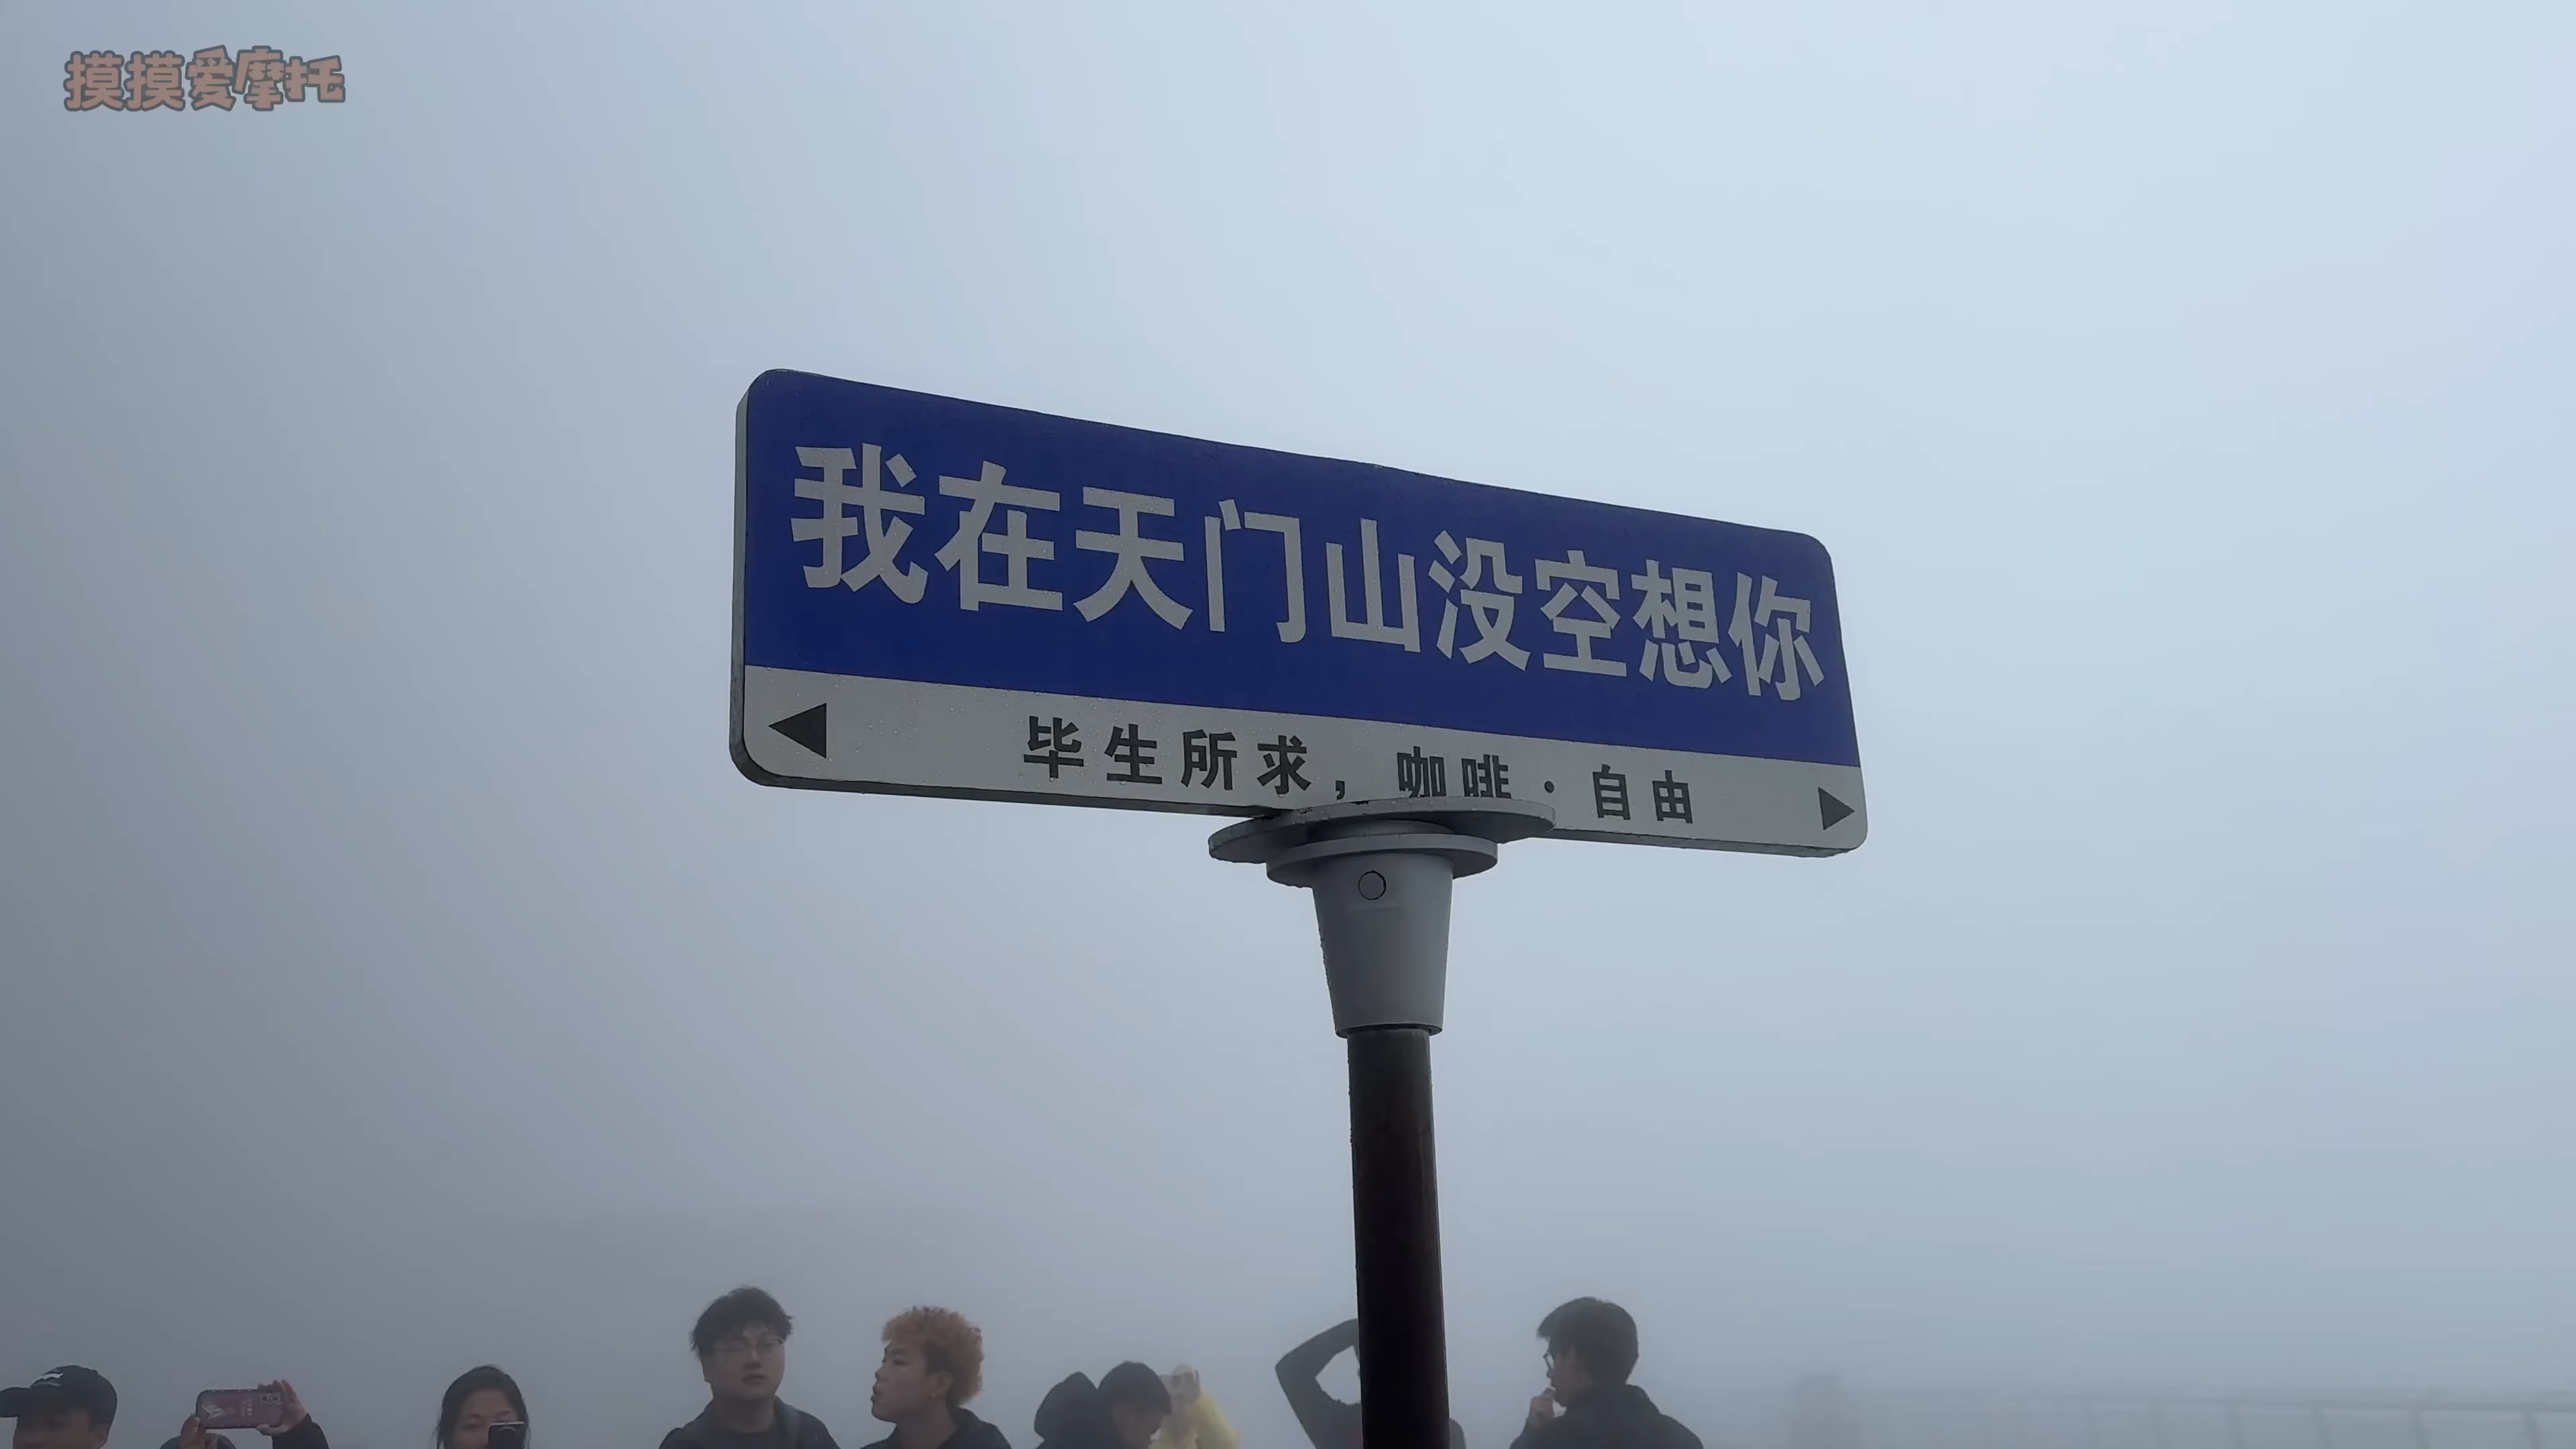 摸摸爱摩托
我在天门山没空想你
毕生所求，咖啡·自由